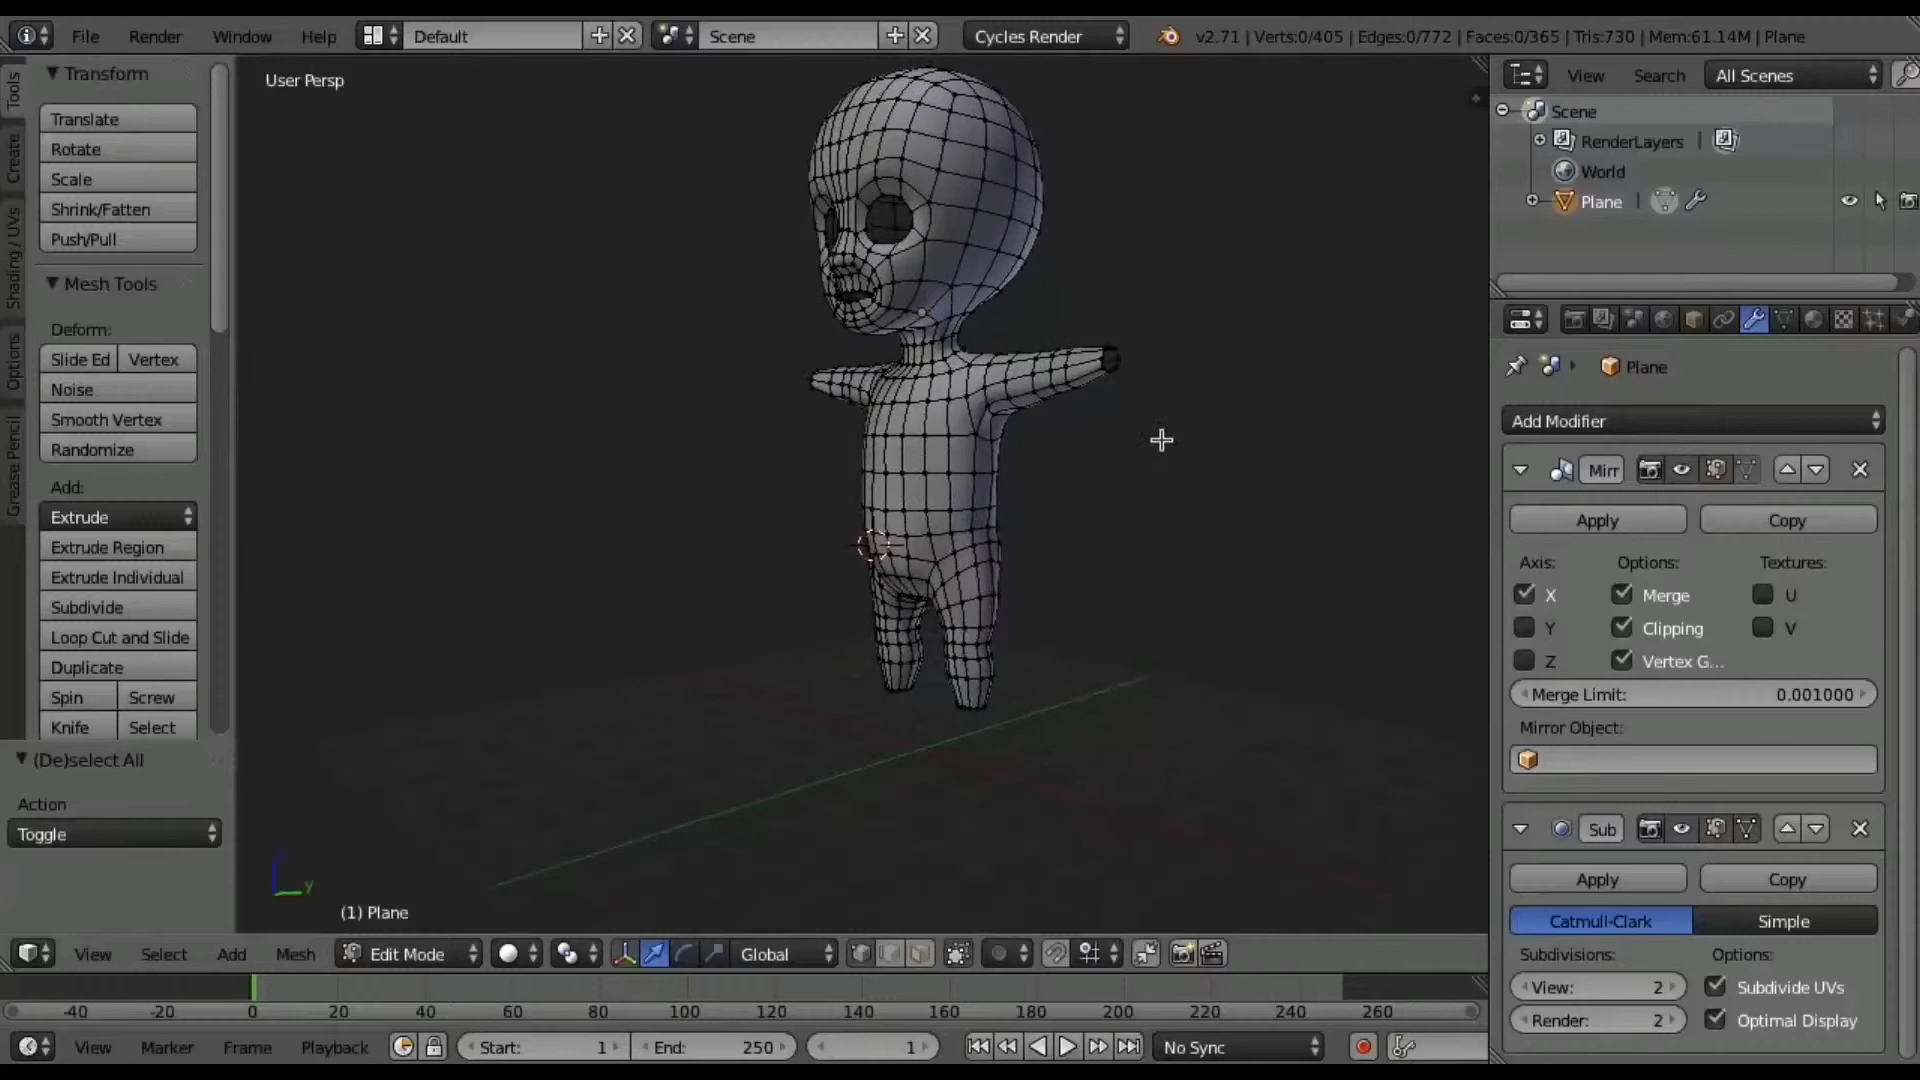 File Render Window Help Default Scene Cycles Render v2.71 | Verts:0/405 | Edges:0/772 | Faces:0/365 | Tris:730 | Mem:61.14M | Plane
Tools
Create
Shading / UVs
Options
Grease Pencil
Transform
Translate
Rotate
Scale
Shrink/Fatten
Push/Pull
Mesh Tools
Deform:
Slide Ed Vertex
Noise
Smooth Vertex
Randomize
Add:
Extrude
Extrude Region
Extrude Individual
Subdivide
Loop Cut and Slide
Duplicate
Spin Screw
Knife Select
(De)select All
Action
Toggle
User Persp
y
(1) Plane
View Select Add Mesh Edit Mode Global
-40 -20 0 20 40 60 80 100 120 140 160 180 200 220 240 260
View Marker Frame Playback Start: 1 End: 250 1 No Sync
View Search All Scenes
Scene
RenderLayers
World
Plane
Plane
Add Modifier
Mirr
Apply Copy
Axis: Options: Textures:
X Merge U
Y Clipping V
Z Vertex G...
Merge Limit: 0.001000
Mirror Object:
Sub
Apply Copy
Catmull-Clark Simple
Subdivisions: Options:
View: 2 Subdivide UVs
Render: 2 Optimal Display